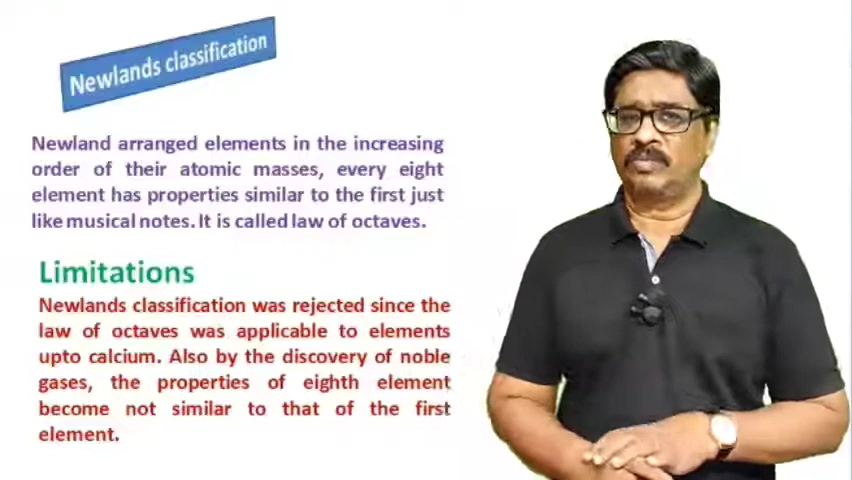 Newlands classification
Newland arranged elements in the increasing
order of their atomic masses, every eight
element has properties similar to the first just
like musical notes. It is called law of octaves.
Limitations
Newlands classification was rejected since the
law of octaves was applicable to elements
upto calcium. Also by the discovery of noble
gases, the properties of eighth element
become not similar to that of the first
element.